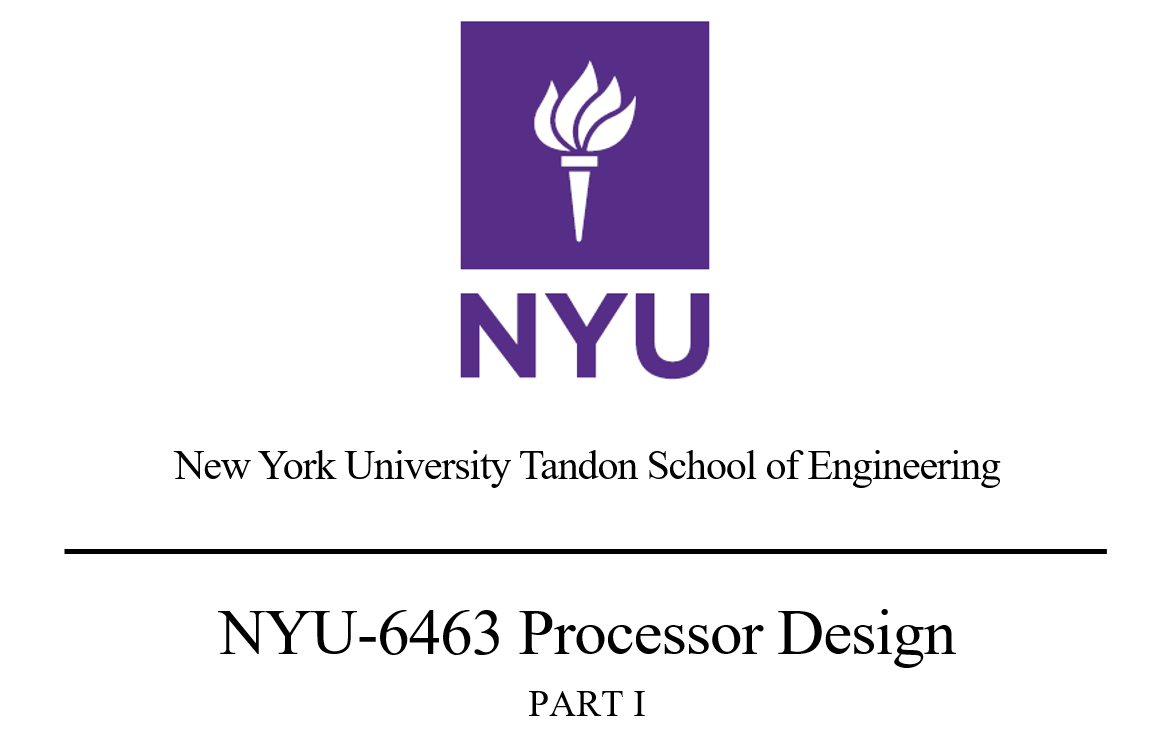 NYU
New York University Tandon School of Engineering
NYU-6463 Processor Design
PART I